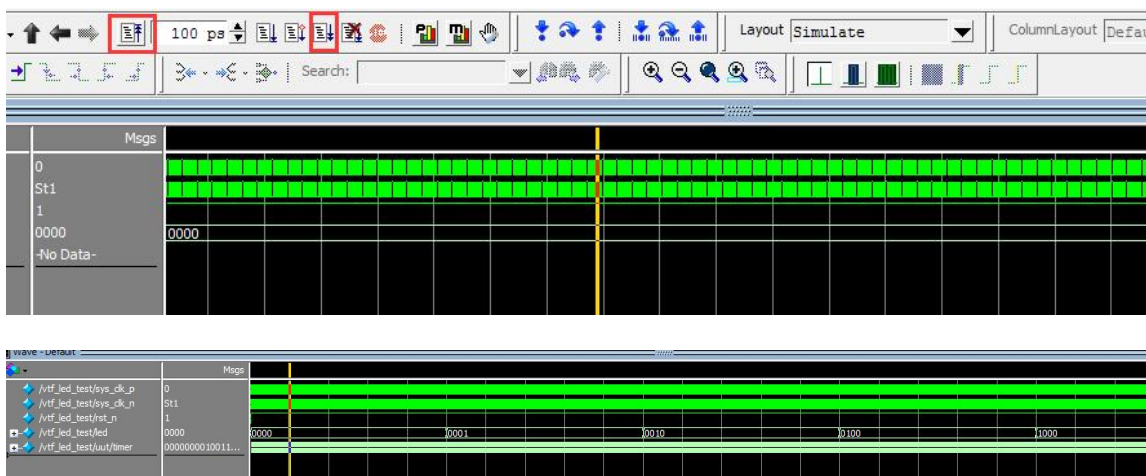 100 ps Layout Simulate ColumnLayout Defau
Search:
Msgs
0
St1
1
0000 0000
-No Data-
Wave - Default
Msgs
/vtf_led_test/sys_clk_p 0
/vtf_led_test/sys_clk_n St1
/vtf_led_test/rst_n 1
/vtf_led_test/led 0000 0000 0001 0010 0100 1000
/vtf_led_test/uut/timer 0000000010011...